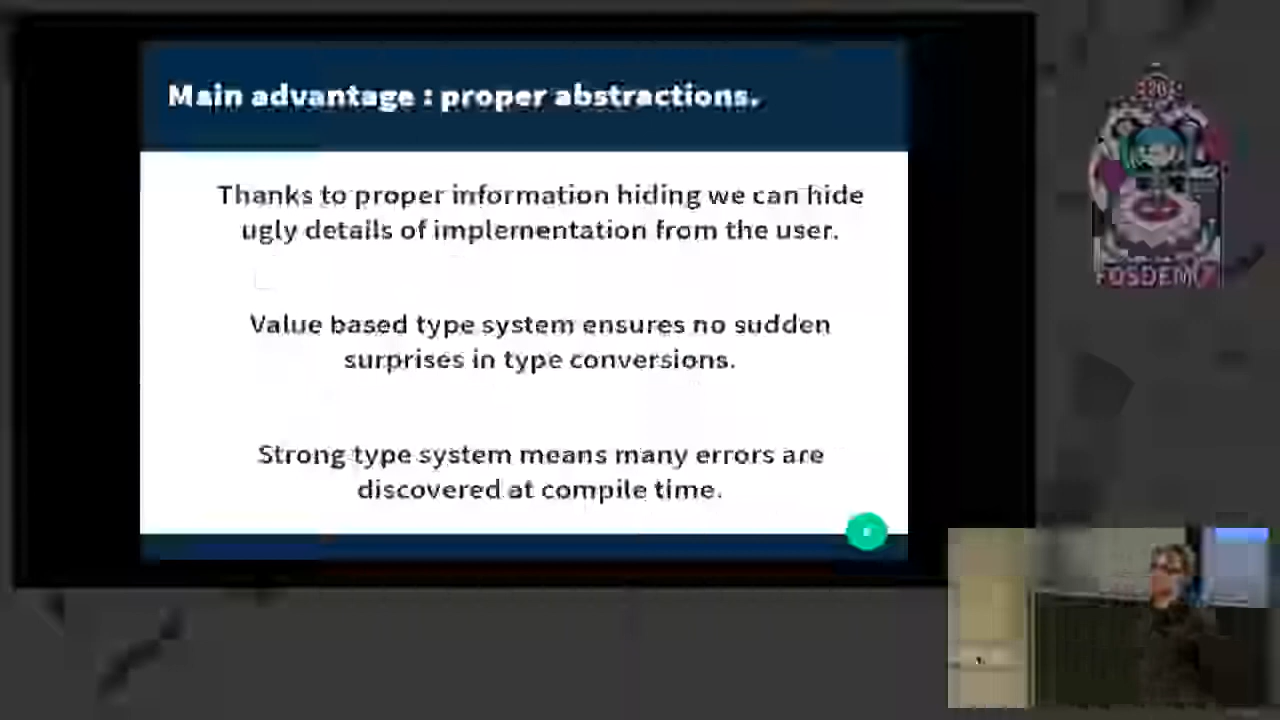 Main advantage : proper abstractions.
Thanks to proper information hiding we can hide
ugly details of implementation from the user.
Value based type system ensures no sudden
surprises in type conversions.
Strong type system means many errors are
discovered at compile time.
FOSDEM